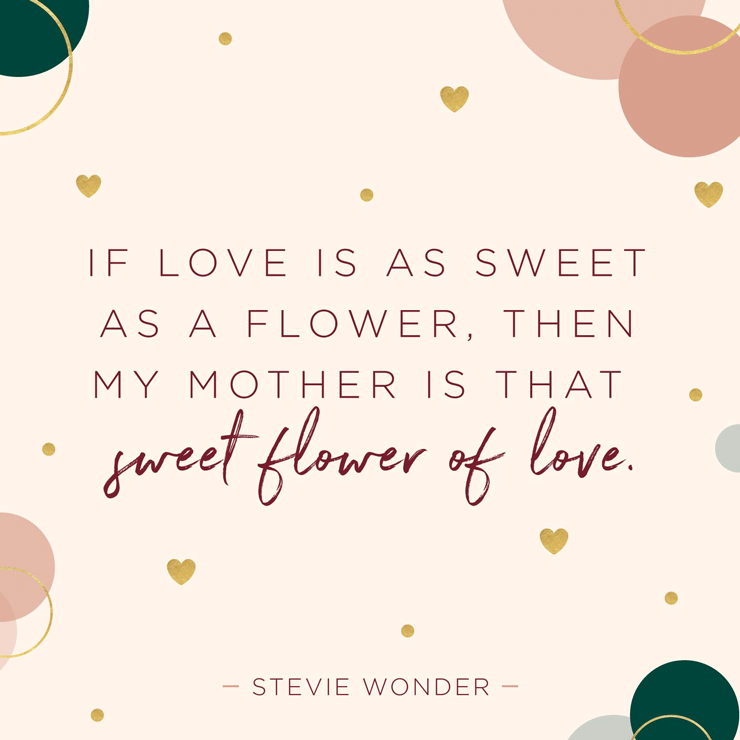 IF LOVE IS AS SWEET
AS A FLOWER, THEN
MY MOTHER IS THAT
sweet flower of love.
— STEVIE WONDER —